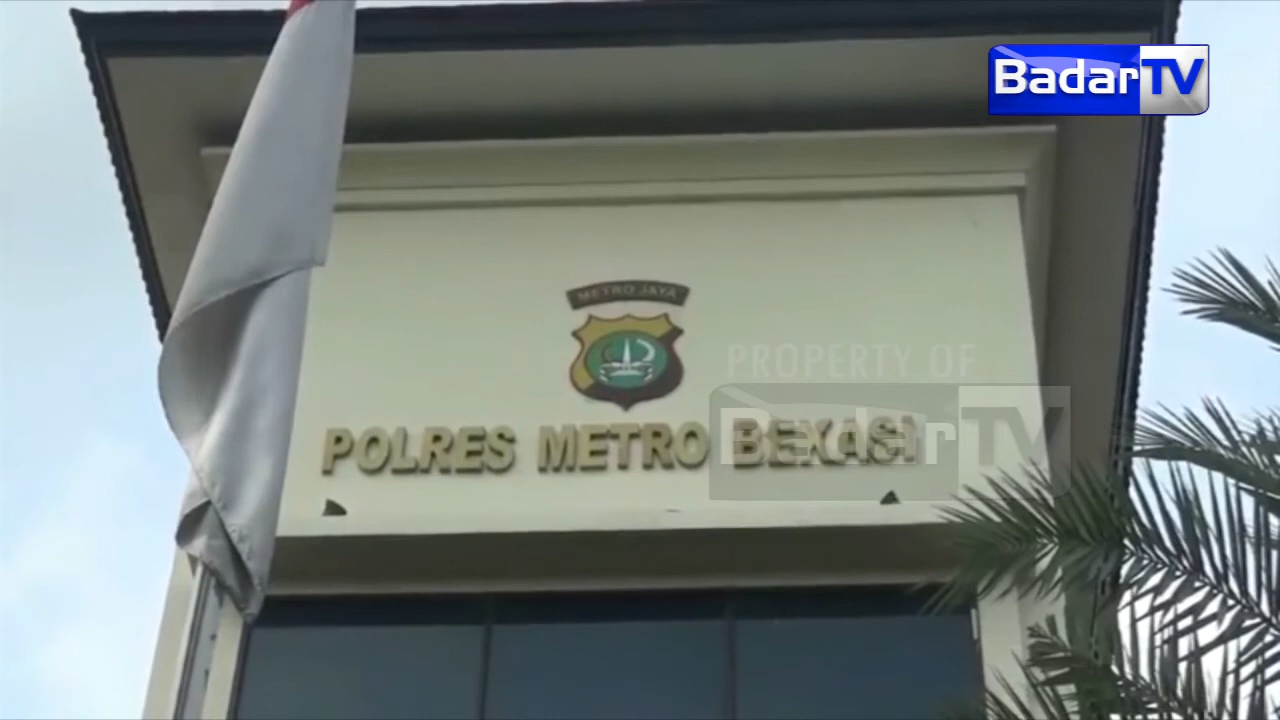 BadarTV
METRO JAYA
PROPERTY OF
BadarTV
POLRES METRO BEKASI